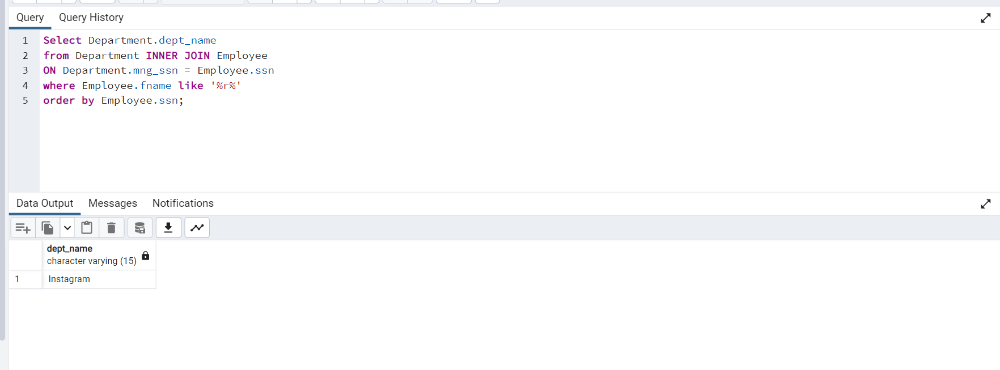 Query Query History
1 Select Department.dept_name
2 from Department INNER JOIN Employee
3 ON Department.mng_ssn = Employee.ssn
4 where Employee.fname like '%r%'
5 order by Employee.ssn;
Data Output Messages Notifications
dept_name
character varying (15)
1 Instagram